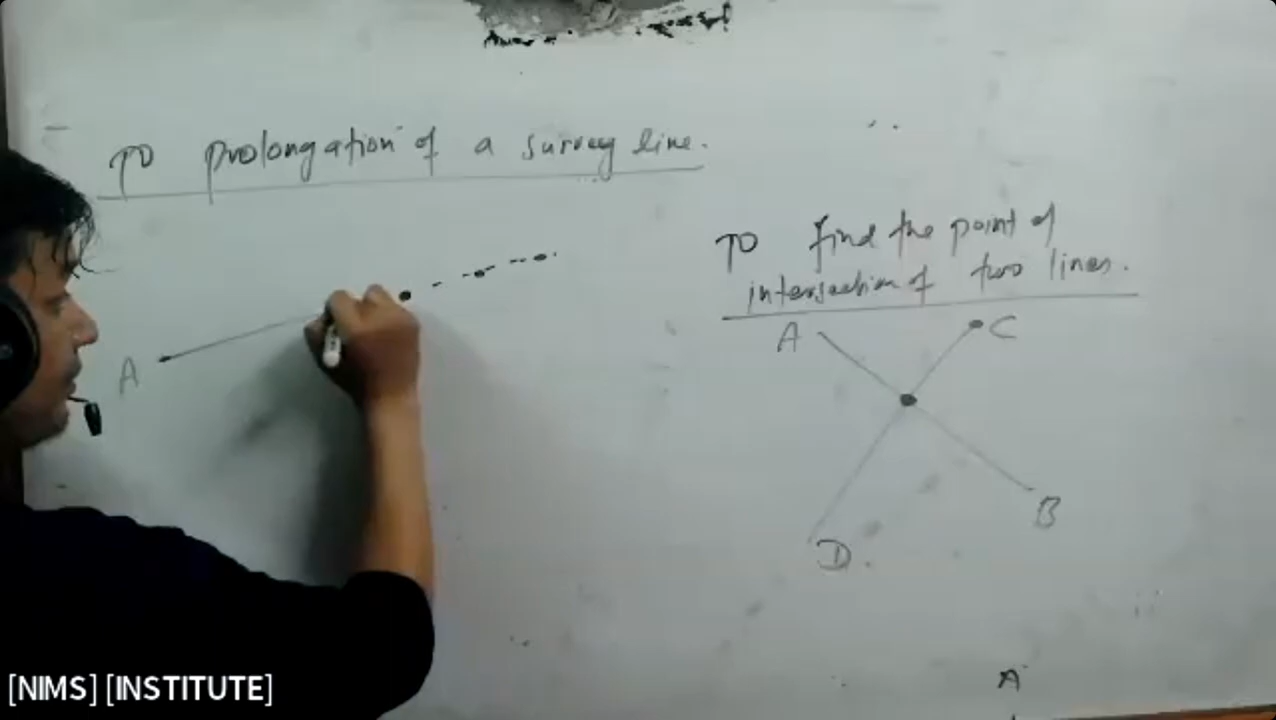 TO prolongation of a survey line.
A
TO find the point of
intersection of two lines.
A
C
B
D.
A
[NIMS] [INSTITUTE]